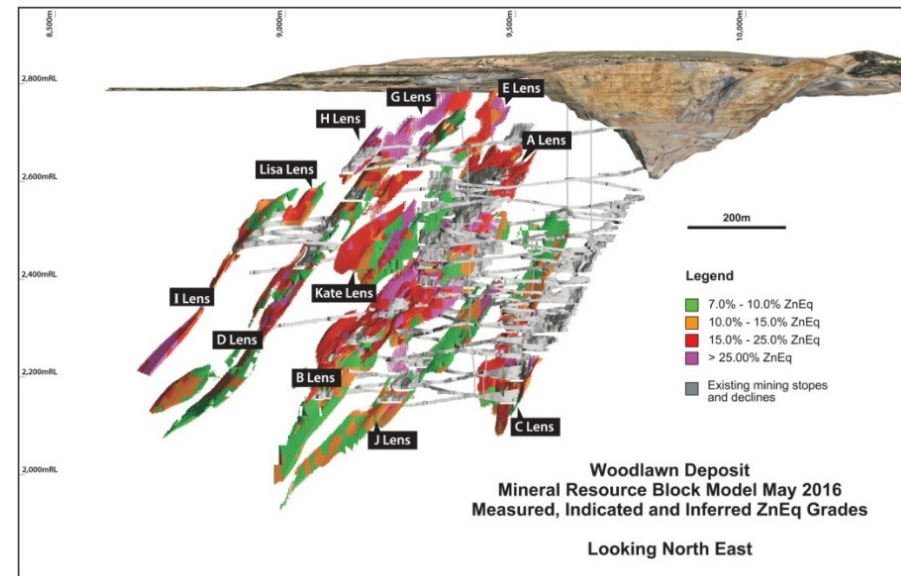 8,500m
9,000m
9,500m
10,000m
2,800mRL
2,600mRL
2,400mRL
2,200mRL
2,000mRL
G Lens
E Lens
H Lens
A Lens
Lisa Lens
Kate Lens
I Lens
D Lens
B Lens
J Lens
C Lens
200m
Legend
7.0% - 10.0% ZnEq
10.0% - 15.0% ZnEq
15.0% - 25.0% ZnEq
> 25.00% ZnEq
Existing mining stopes
and declines
Woodlawn Deposit
Mineral Resource Block Model May 2016
Measured, Indicated and Inferred ZnEq Grades
Looking North East